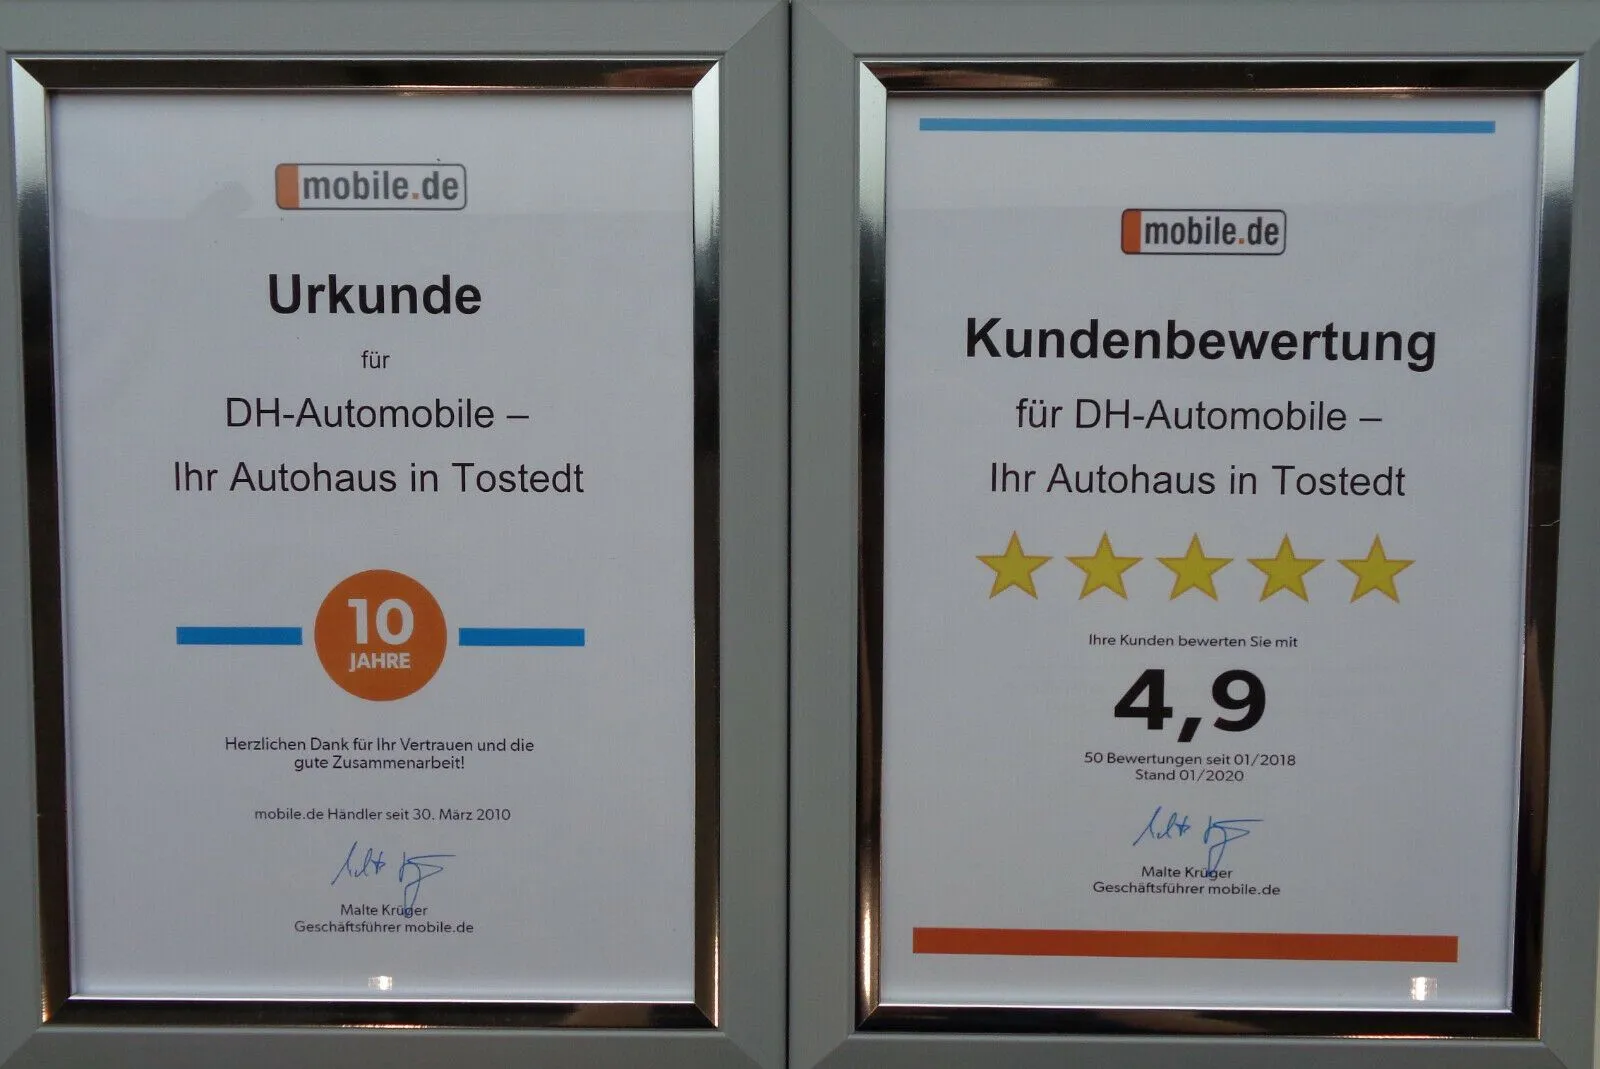 mobile.de
Urkunde
für
DH-Automobile –
Ihr Autohaus in Tostedt
10
JAHRE
Herzlichen Dank für Ihr Vertrauen und die
gute Zusammenarbeit!
mobile.de Händler seit 30. März 2010
Malte Krüger
Geschäftsführer mobile.de
mobile.de
Kundenbewertung
für DH-Automobile –
Ihr Autohaus in Tostedt
Ihre Kunden bewerten Sie mit
4,9
50 Bewertungen seit 01/2018
Stand 01/2020
Malte Krüger
Geschäftsführer mobile.de